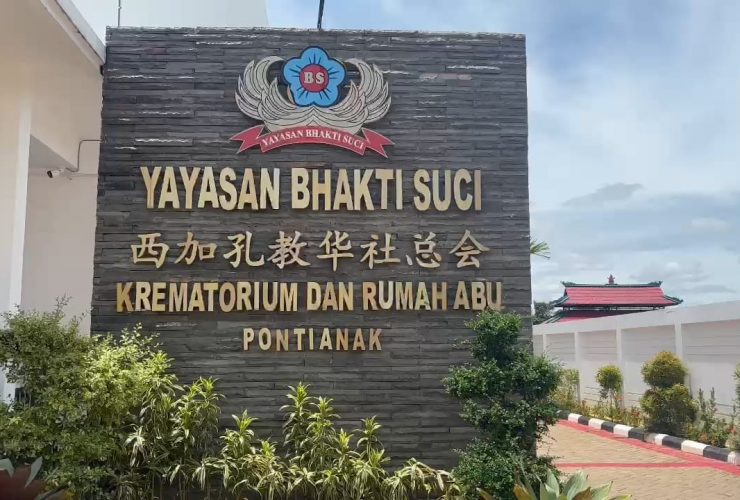 BS
YAYASAN BHAKTI SUCI
YAYASAN BHAKTI SUCI
西加孔教华社总会
KREMATORIUM DAN RUMAH ABU
PONTIANAK